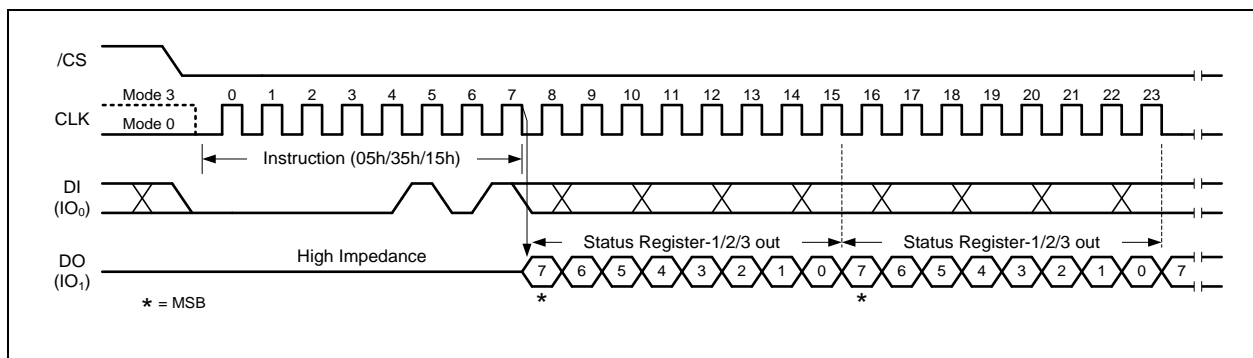 /CS
Mode 3
0 1 2 3 4 5 6 7 8 9 10 11 12 13 14 15 16 17 18 19 20 21 22 23
CLK
Mode 0
Instruction (05h/35h/15h)
DI
(IO₀)
Status Register-1/2/3 out Status Register-1/2/3 out
High Impedance
DO
(IO₁)
7 6 5 4 3 2 1 0 7 6 5 4 3 2 1 0 7
* *
* = MSB